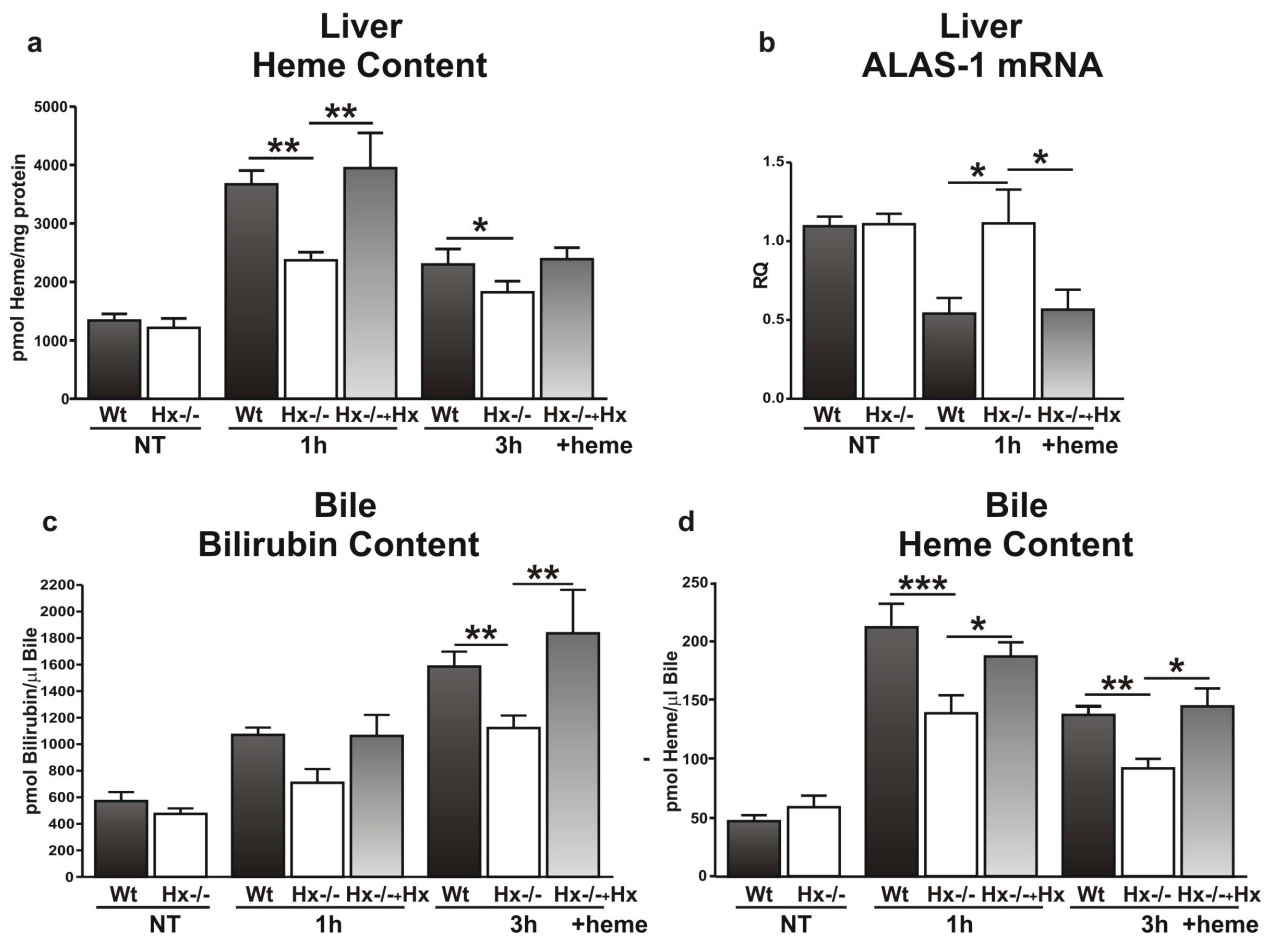 a
Liver
Heme Content
pmol Heme/mg protein
5000
4000
3000
2000
1000
0
**
**
*
Wt Hx-/- Wt Hx-/- Hx-/-+Hx Wt Hx-/- Hx-/-+Hx
NT 1h 3h +heme
b
Liver
ALAS-1 mRNA
RQ
1.5
1.0
0.5
0.0
*
*
Wt Hx-/- Wt Hx-/- Hx-/-+Hx
NT 1h +heme
c
Bile
Bilirubin Content
pmol Bilirubin/µl Bile
2200
2000
1800
1600
1400
1200
1000
800
600
400
200
0
**
**
Wt Hx-/- Wt Hx-/- Hx-/-+Hx Wt Hx-/- Hx-/-+Hx
NT 1h 3h +heme
d
Bile
Heme Content
pmol Heme/µl Bile
-
250
200
150
100
50
0
***
*
**
*
Wt Hx-/- Wt Hx-/- Hx-/-+Hx Wt Hx-/- Hx-/-+Hx
NT 1h 3h +heme